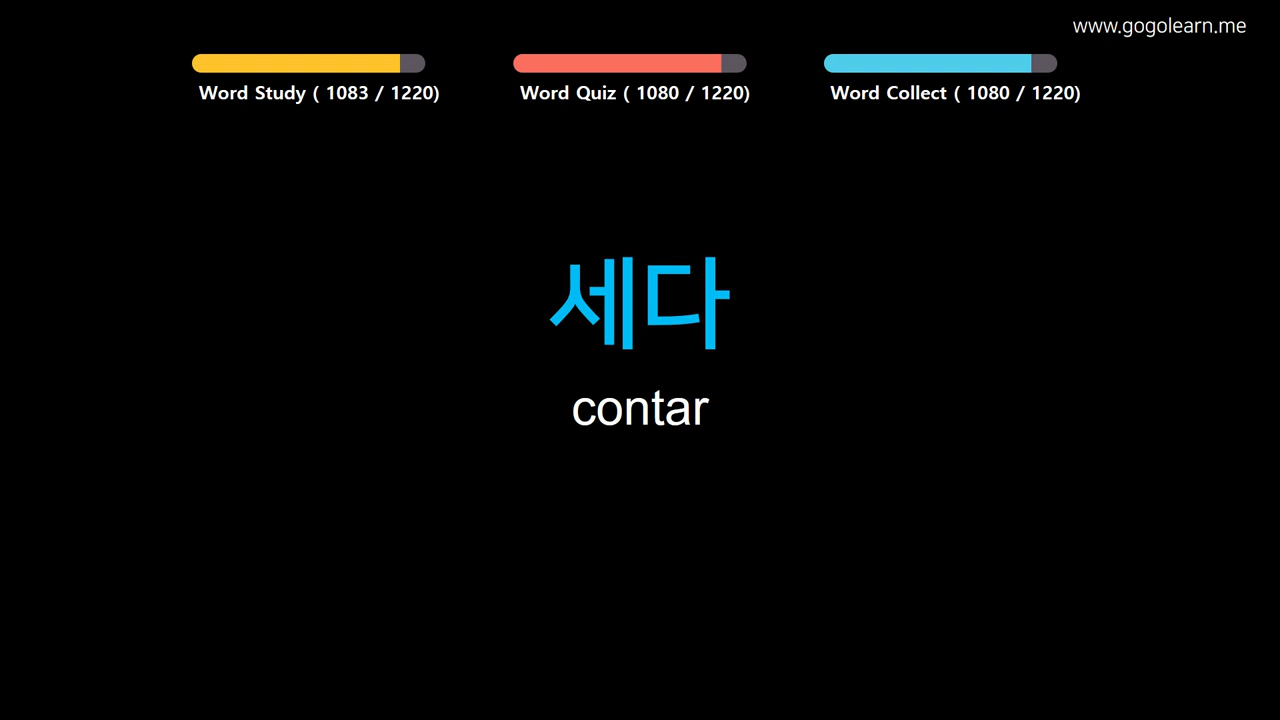 www.gogolearn.me
Word Study ( 1083 / 1220)
Word Quiz ( 1080 / 1220)
Word Collect ( 1080 / 1220)
세다
contar